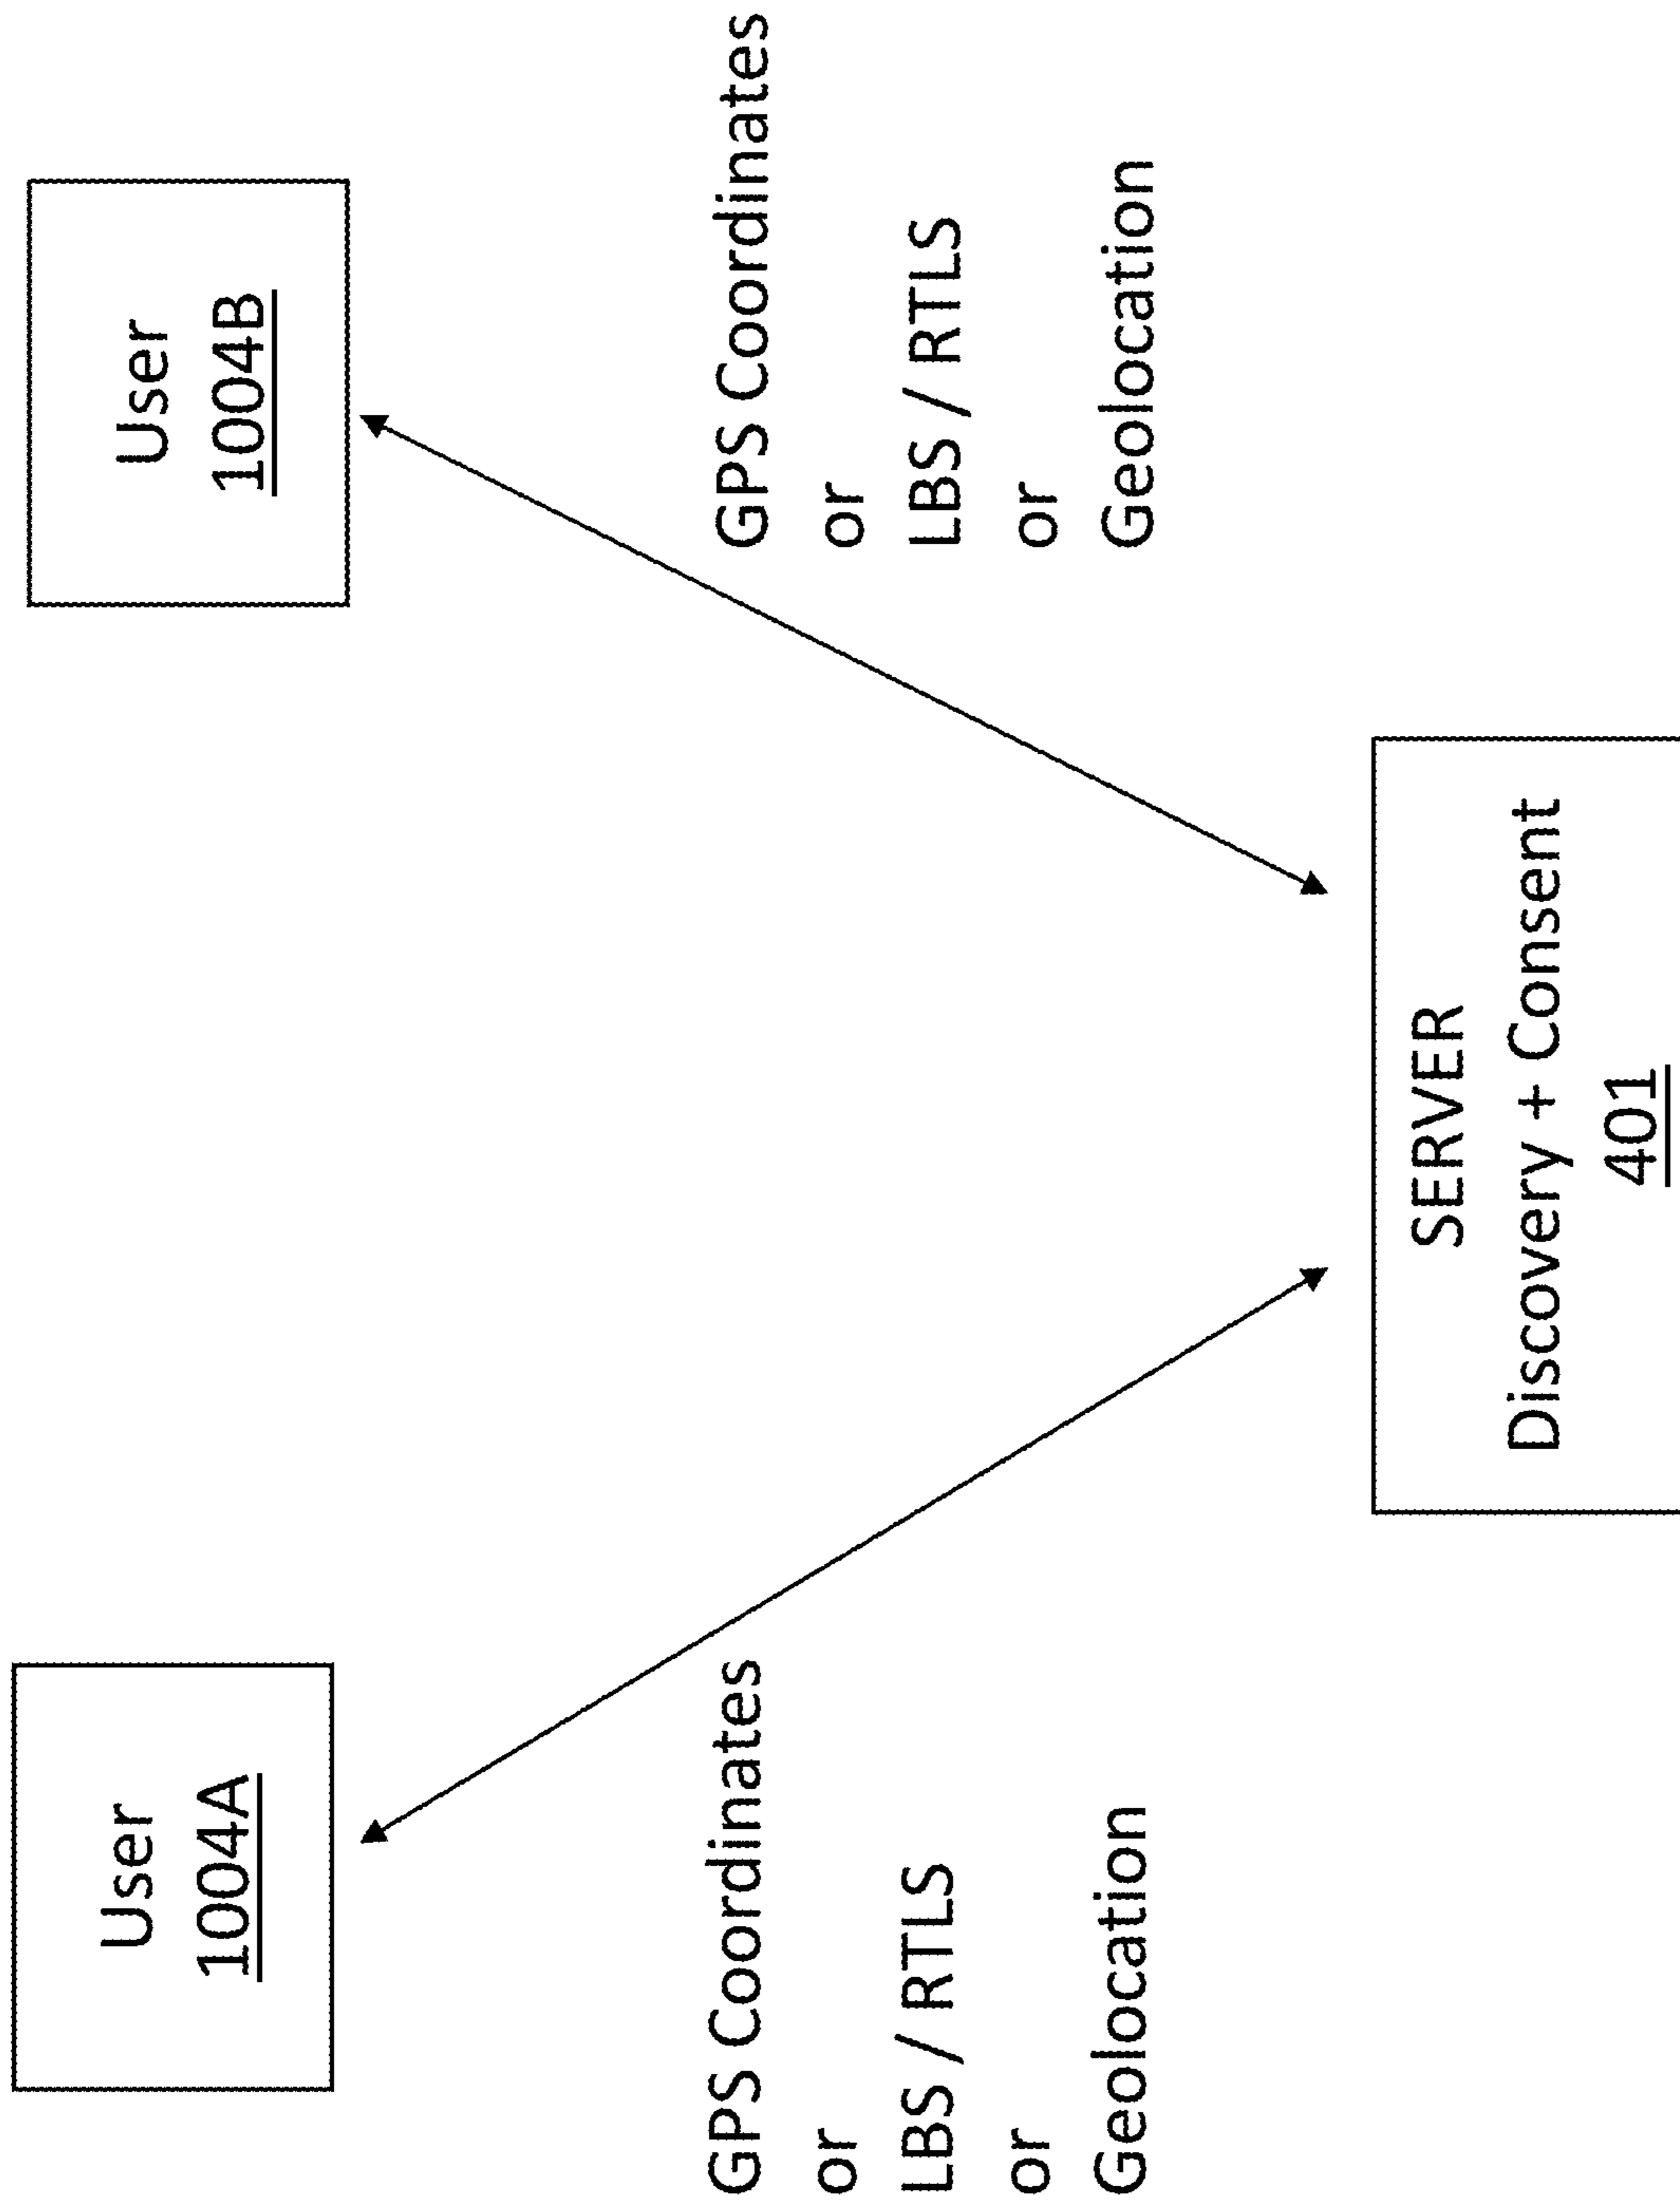 User
1004A
User
1004B
GPS Coordinates
or
LBS / RTLS
or
Geolocation
GPS Coordinates
or
LBS / RTLS
or
Geolocation
SERVER
Discovery + Consent
401